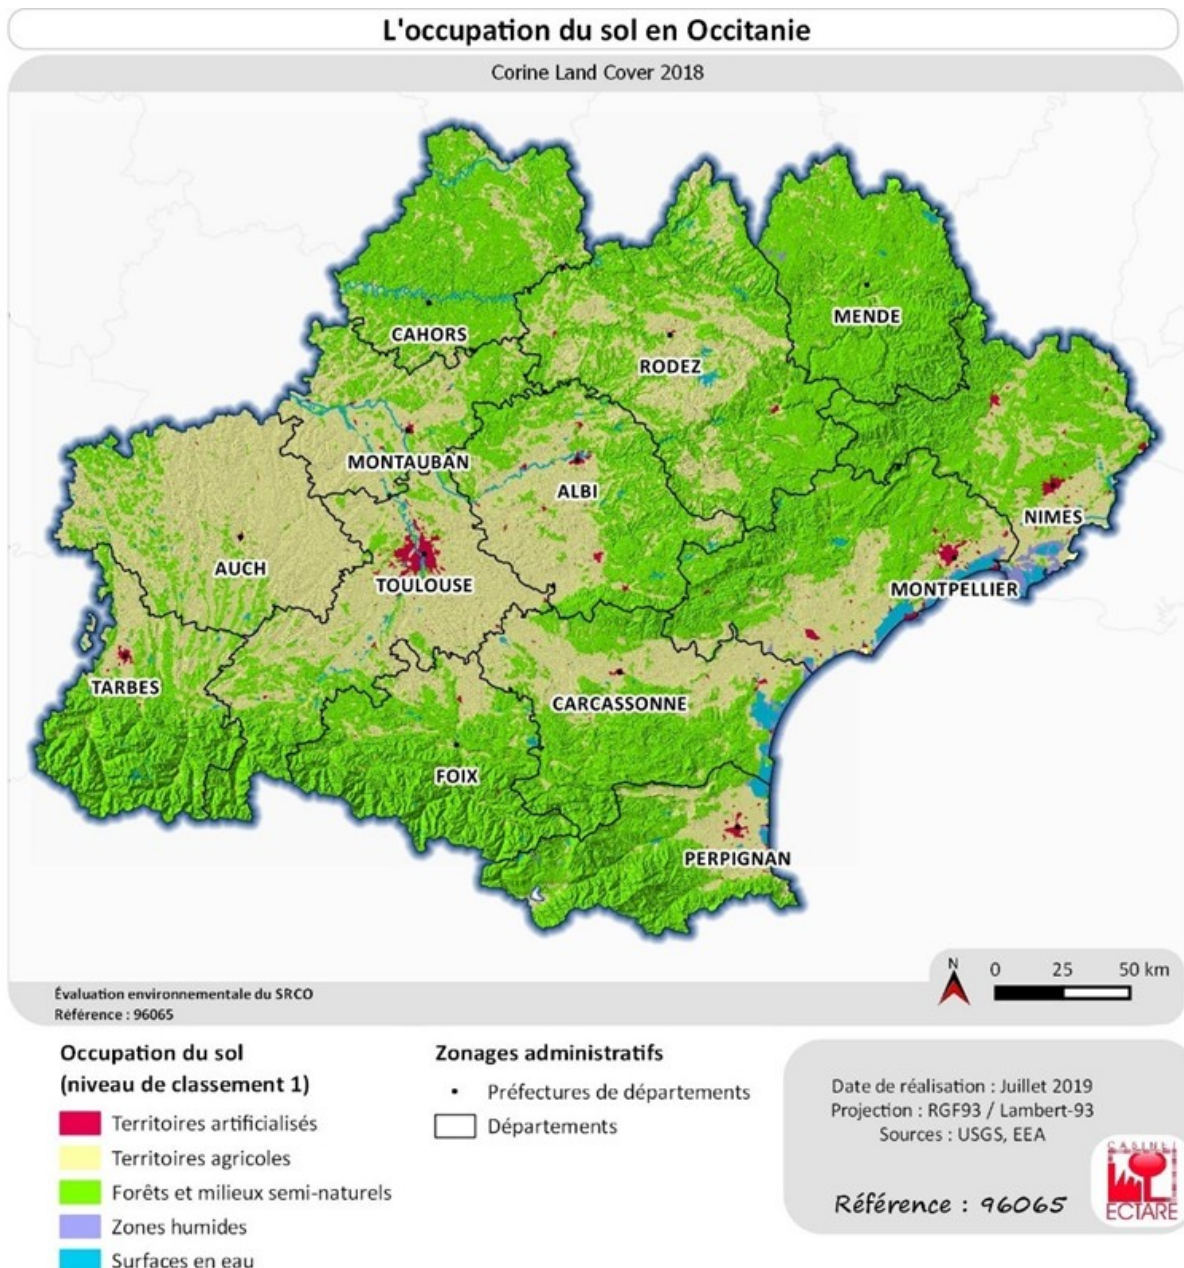 L'occupation du sol en Occitanie
Corine Land Cover 2018
CAHORS
MENDE
RODEZ
MONTAUBAN
ALBI
NIMES
AUCH
TOULOUSE
MONTPELLIER
TARBES
CARCASSONNE
FOIX
PERPIGNAN
N
0 25 50 km
Évaluation environnementale du SRCO
Référence : 96065
Occupation du sol
(niveau de classement 1)
Territoires artificialisés
Territoires agricoles
Forêts et milieux semi-naturels
Zones humides
Surfaces en eau
Zonages administratifs
Préfectures de départements
Départements
Date de réalisation : Juillet 2019
Projection : RGF93 / Lambert-93
Sources : USGS, EEA
Référence : 96065
CABINET
ECTARE